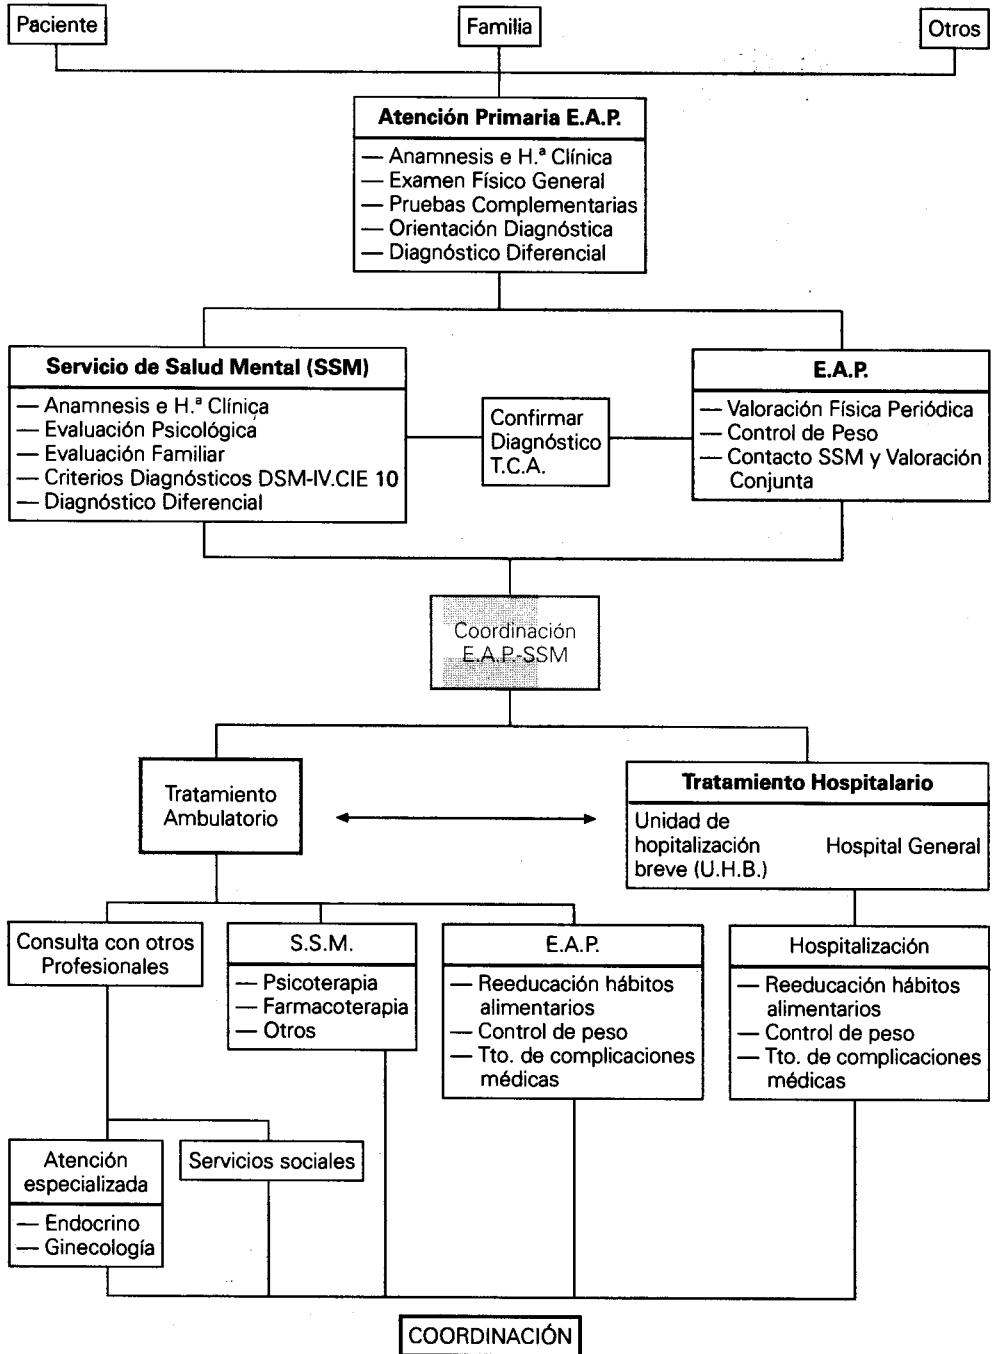 Paciente
Familia
Otros
Atención Primaria E.A.P.
— Anamnesis e H.ª Clínica
— Examen Físico General
— Pruebas Complementarias
— Orientación Diagnóstica
— Diagnóstico Diferencial
Servicio de Salud Mental (SSM)
— Anamnesis e H.ª Clínica
— Evaluación Psicológica
— Evaluación Familiar
— Criterios Diagnósticos DSM-IV.CIE 10
— Diagnóstico Diferencial
Confirmar
Diagnóstico
T.C.A.
E.A.P.
— Valoración Física Periódica
— Control de Peso
— Contacto SSM y Valoración
Conjunta
Coordinación
E.A.P.-SSM
Tratamiento
Ambulatorio
Tratamiento Hospitalario
Unidad de
hopitalización
breve (U.H.B.)
Hospital General
Consulta con otros
Profesionales
S.S.M.
— Psicoterapia
— Farmacoterapia
— Otros
E.A.P.
— Reeducación hábitos
alimentarios
— Control de peso
— Tto. de complicaciones
médicas
Hospitalización
— Reeducación hábitos
alimentarios
— Control de peso
— Tto. de complicaciones
médicas
Atención
especializada
— Endocrino
— Ginecología
Servicios sociales
COORDINACIÓN